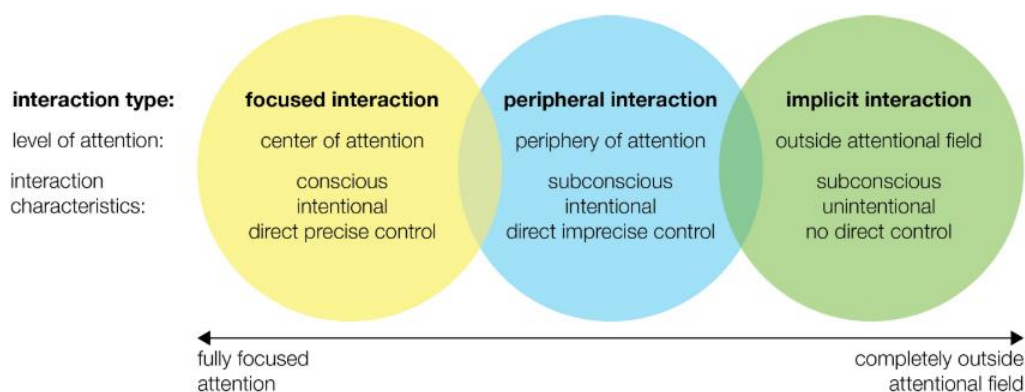 interaction type: focused interaction peripheral interaction implicit interaction
level of attention: center of attention periphery of attention outside attentional field
interaction characteristics: conscious intentional direct precise control subconscious intentional direct imprecise control subconscious unintentional no direct control
fully focused attention
completely outside attentional field